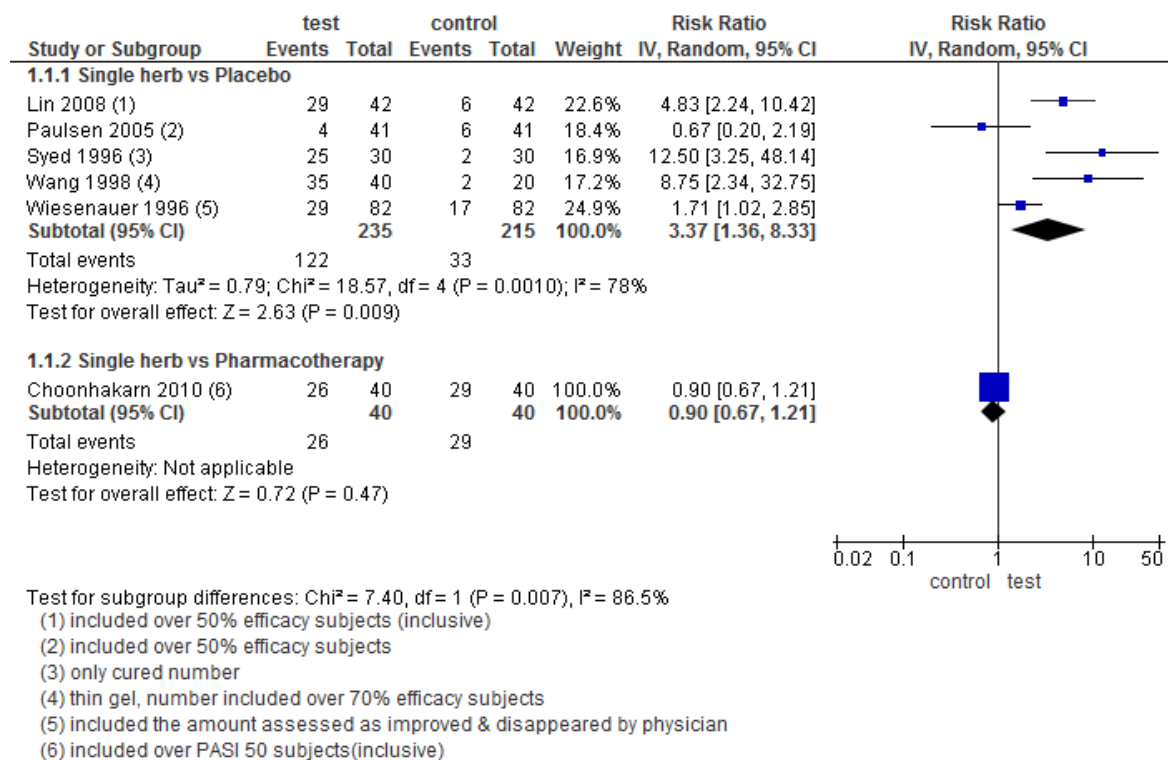 test control Risk Ratio Risk Ratio
Study or Subgroup Events Total Events Total Weight IV, Random, 95% CI IV, Random, 95% CI
1.1.1 Single herb vs Placebo
Lin 2008 (1) 29 42 6 42 22.6% 4.83 [2.24, 10.42]
Paulsen 2005 (2) 4 41 6 41 18.4% 0.67 [0.20, 2.19]
Syed 1996 (3) 25 30 2 30 16.9% 12.50 [3.25, 48.14]
Wang 1998 (4) 35 40 2 20 17.2% 8.75 [2.34, 32.75]
Wiesenauer 1996 (5) 29 82 17 82 24.9% 1.71 [1.02, 2.85]
Subtotal (95% CI) 235 215 100.0% 3.37 [1.36, 8.33]
Total events 122 33
Heterogeneity: Tau² = 0.79; Chi² = 18.57, df = 4 (P = 0.0010); I² = 78%
Test for overall effect: Z = 2.63 (P = 0.009)
1.1.2 Single herb vs Pharmacotherapy
Choonhakarn 2010 (6) 26 40 29 40 100.0% 0.90 [0.67, 1.21]
Subtotal (95% CI) 40 40 100.0% 0.90 [0.67, 1.21]
Total events 26 29
Heterogeneity: Not applicable
Test for overall effect: Z = 0.72 (P = 0.47)
0.02 0.1 1 10 50
control test
Test for subgroup differences: Chi² = 7.40, df = 1 (P = 0.007), I² = 86.5%
(1) included over 50% efficacy subjects (inclusive)
(2) included over 50% efficacy subjects
(3) only cured number
(4) thin gel, number included over 70% efficacy subjects
(5) included the amount assessed as improved & disappeared by physician
(6) included over PASI 50 subjects(inclusive)